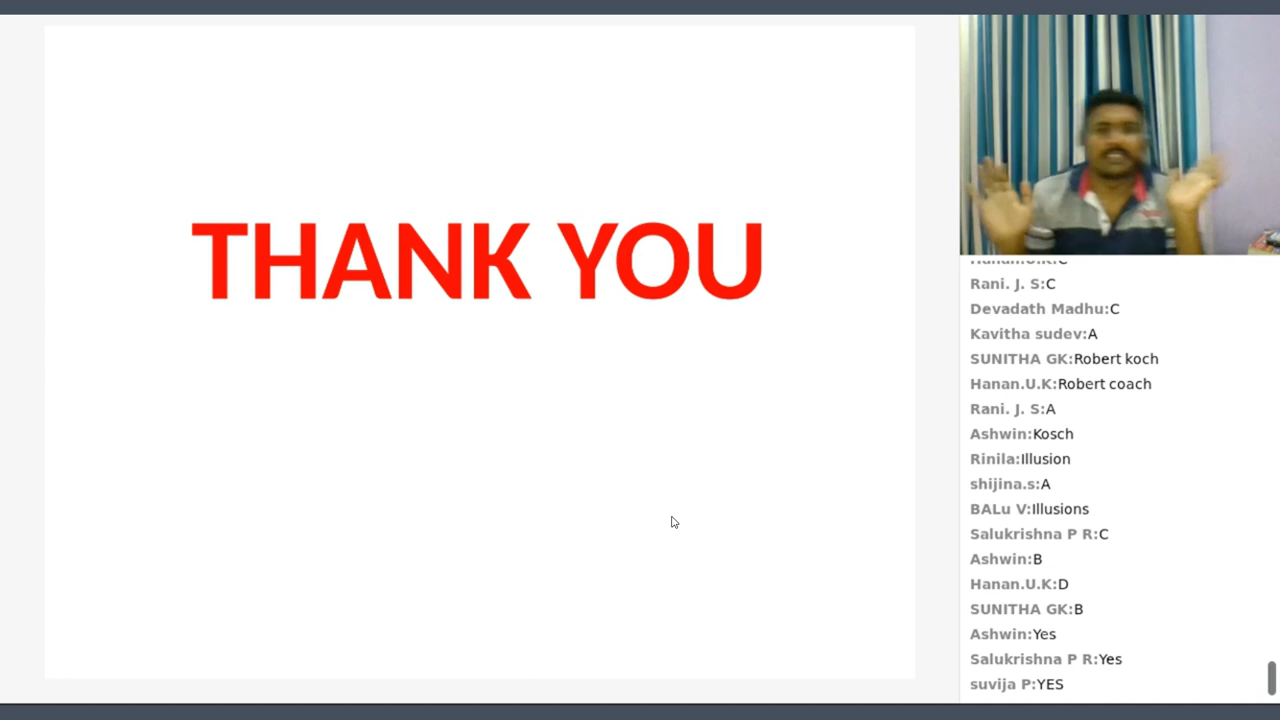 THANK YOU
Rani. J. S:C
Devadath Madhu:C
Kavitha sudev:A
SUNITHA GK:Robert koch
Hanan.U.K:Robert coach
Rani. J. S:A
Ashwin:Kosch
Rinila:Illusion
shijina.s:A
BALu V:Illusions
Salukrishna P R:C
Ashwin:B
Hanan.U.K:D
SUNITHA GK:B
Ashwin:Yes
Salukrishna P R:Yes
suvija P:YES